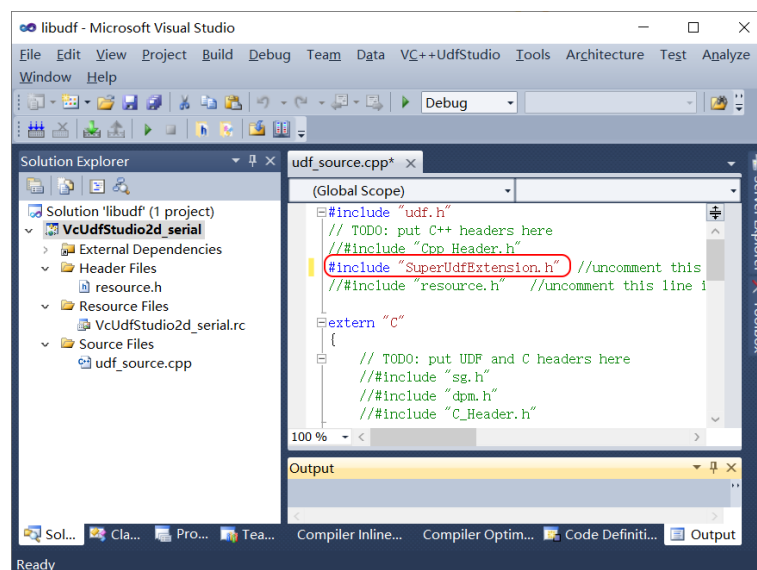 libudf - Microsoft Visual Studio
File Edit View Project Build Debug Team Data VC++UdfStudio Tools Architecture Test Analyze
Window Help
Debug
Solution Explorer
udf_source.cpp*
(Global Scope)
Solution 'libudf' (1 project)
VcUdfStudio2d_serial
External Dependencies
Header Files
resource.h
Resource Files
VcUdfStudio2d_serial.rc
Source Files
udf_source.cpp
#include "udf.h"
// TODO: put C++ headers here
//#include "Cpp_Header.h"
#include "SuperUdfExtension.h" //uncomment this
//#include "resource.h" //uncomment this line i
extern "C"
{
// TODO: put UDF and C headers here
//#include "sg.h"
//#include "dpm.h"
//#include "C_Header.h"
100 %
Output
Sol... Cla... Pro... Tea...
Compiler Inline... Compiler Optim... Code Definiti... Output
Ready
Server Explorer
Toolbox